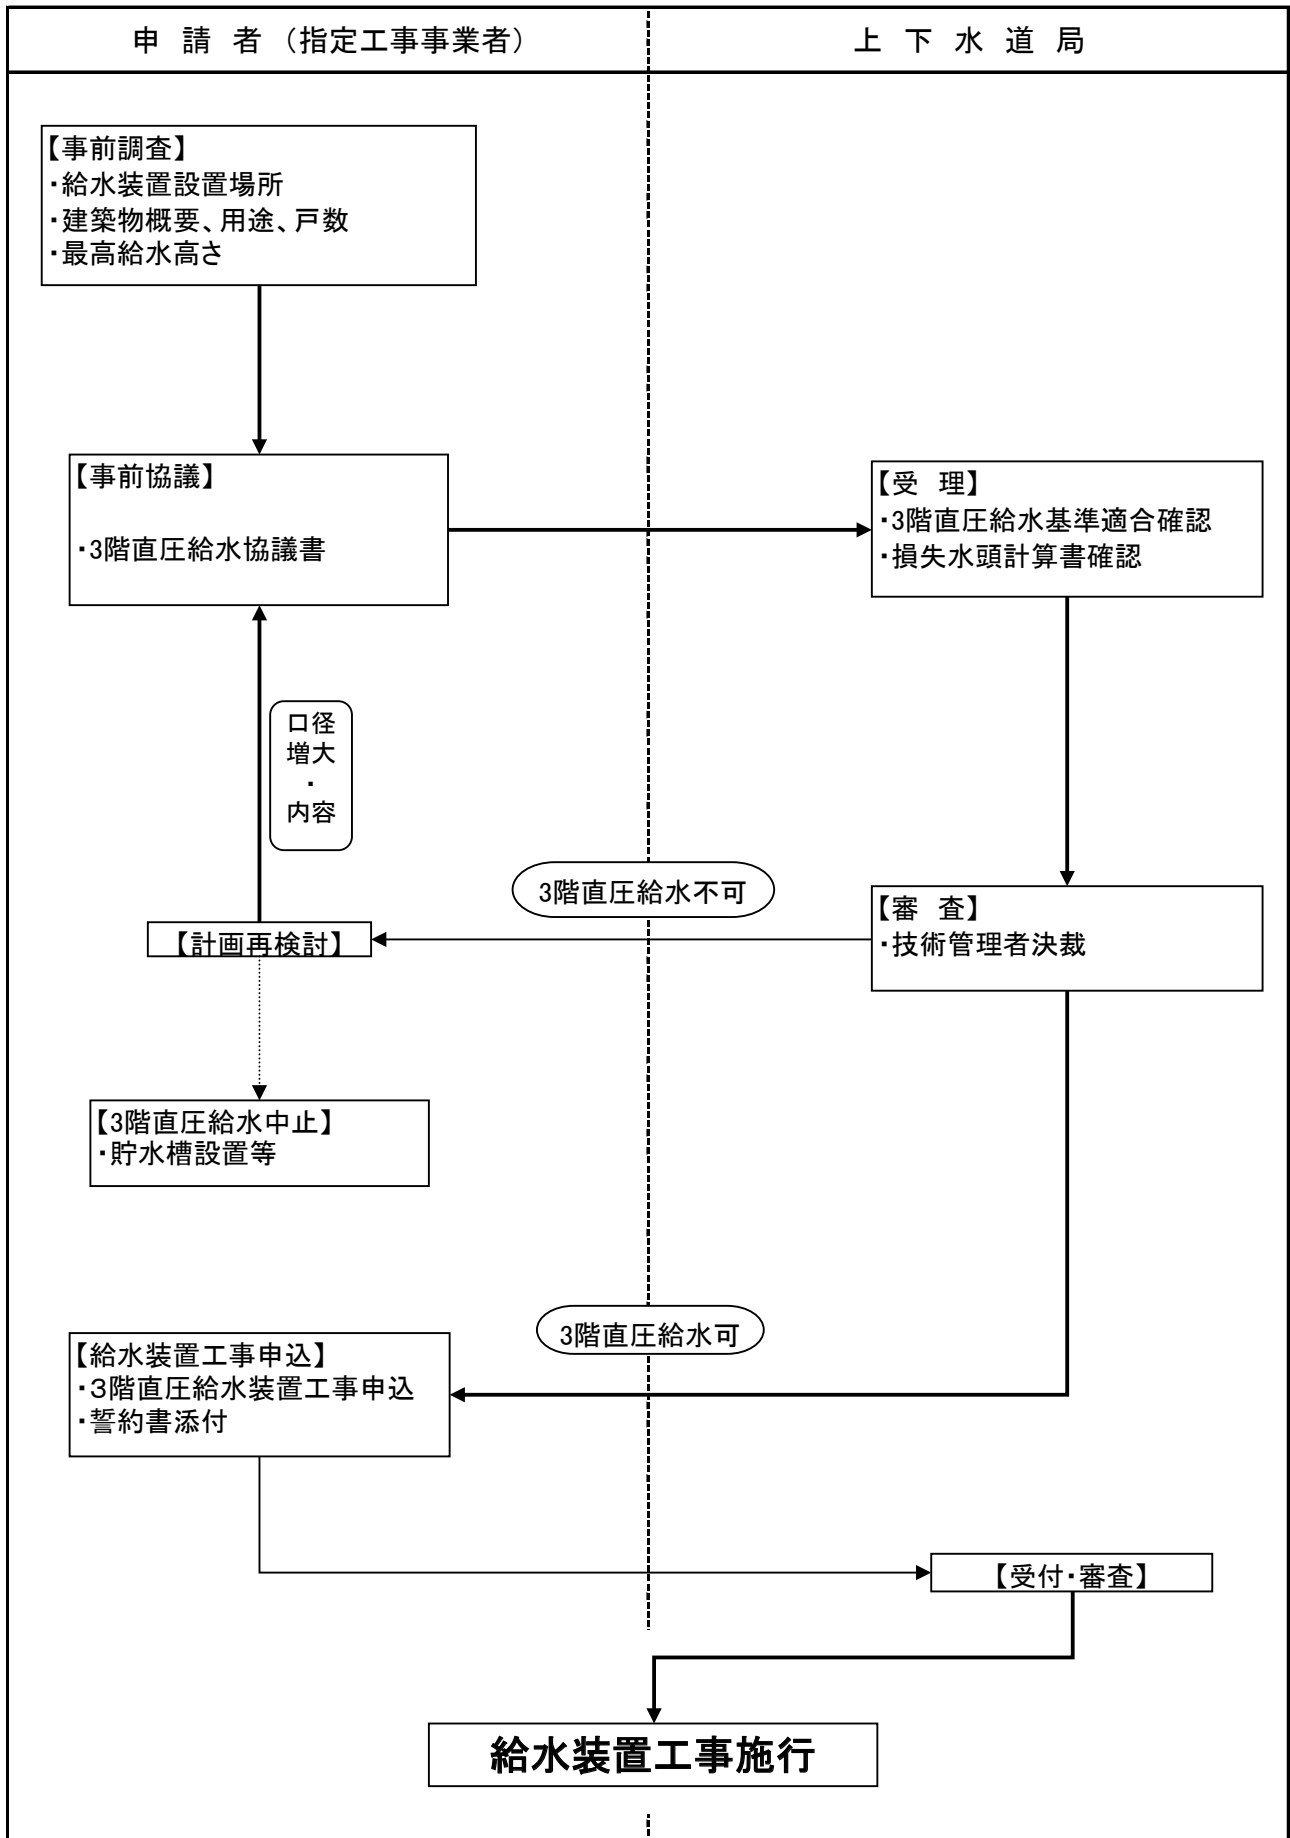 申 請 者（指定工事事業者）
上 下 水 道 局
【事前調査】
・給水装置設置場所
・建築物概要、用途、戸数
・最高給水高さ
【事前協議】
・3階直圧給水協議書
【受　理】
・3階直圧給水基準適合確認
・損失水頭計算書確認
口径
増大
・
内容
3階直圧給水不可
【審　査】
・技術管理者決裁
【計画再検討】
【3階直圧給水中止】
・貯水槽設置等
3階直圧給水可
【給水装置工事申込】
・３階直圧給水装置工事申込
・誓約書添付
【受付・審査】
給水装置工事施行